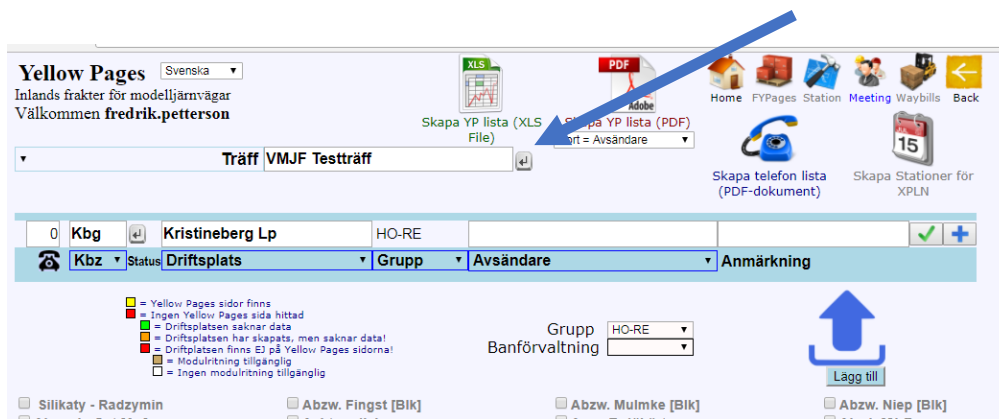 Yellow Pages Svenska
Inlands frakter för modelljärnvägar
Välkommen fredrik.petterson
XLS
Skapa YP lista (XLS File)
PDF
Adobe
Skapa YP lista (PDF)
ort = Avsändare
Home FYPages Station Meeting Waybills Back
Träff VMJF Testträff
Skapa telefon lista
(PDF-dokument)
15
Skapa Stationer för
XPLN
0 Kbg Kristineberg Lp HO-RE
Kbz Status Driftsplats Grupp Avsändare Anmärkning
= Yellow Pages sidor finns
= Ingen Yellow Pages sida hittad
= Driftsplatsen saknar data
= Driftsplatsen har skapats, men saknar data!
= Driftplatsen finns EJ på Yellow Pages sidorna!
= Modulritning tillgänglig
= Ingen modulritning tillgänglig
Grupp HO-RE
Banförvaltning
Lägg till
Silikaty - Radzymin Abzw. Fingst [Blk] Abzw. Mulmke [Blk] Abzw. Niep [Blk]